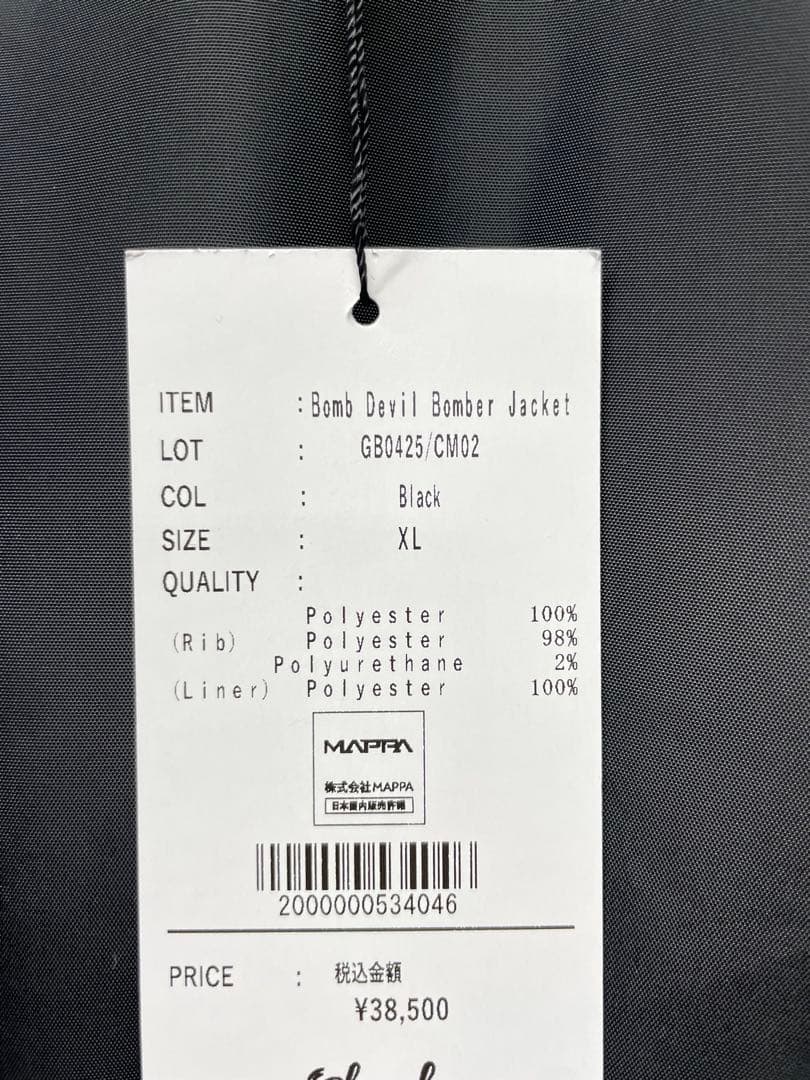 ITEM : Bomb Devil Bomber Jacket
LOT : GB0425/CM02
COL : Black
SIZE : XL
QUALITY :
Polyester 100%
(Rib) Polyester 98%
Polyurethane 2%
(Liner) Polyester 100%
MAPPA
株式会社MAPPA
日本国内販売許諾
2000000534046
PRICE : 税込金額
¥38,500